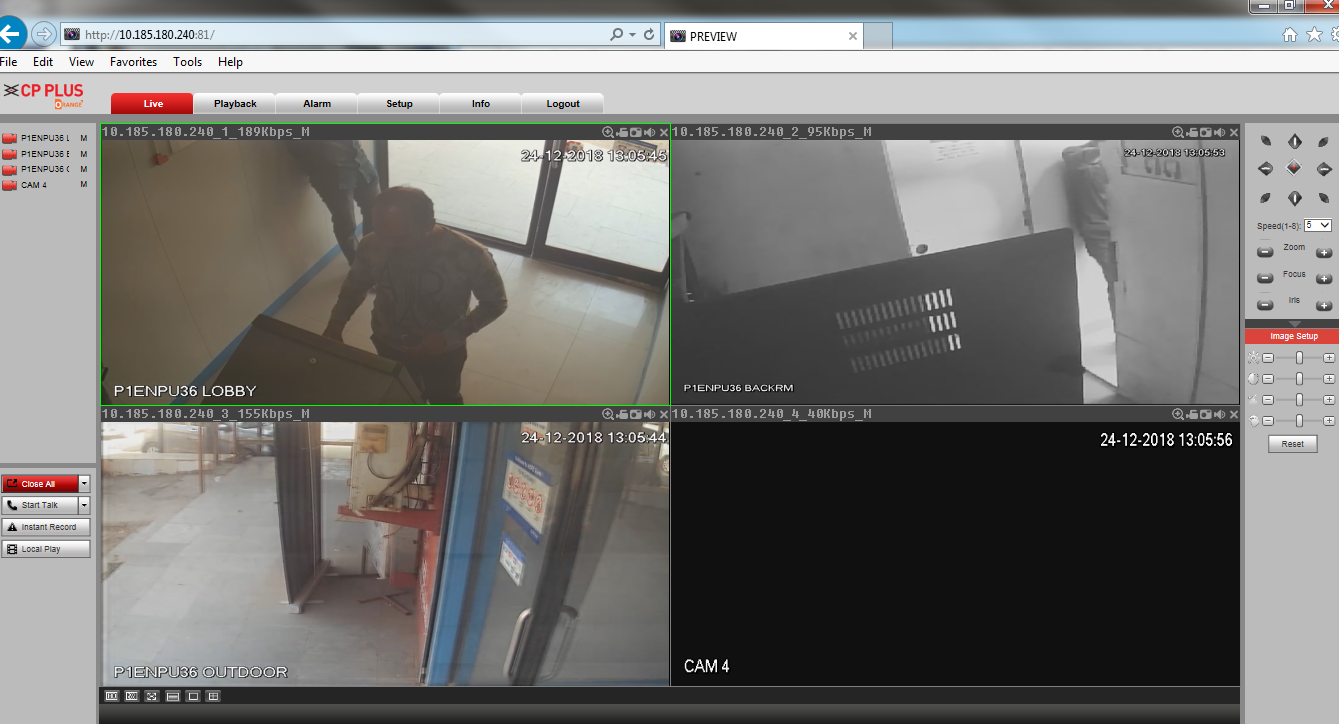 http://10.185.180.240:81/
PREVIEW
File Edit View Favorites Tools Help
CP PLUS
ORANGE
Live Playback Alarm Setup Info Logout
P1ENPU36 L M
P1ENPU36 E M
P1ENPU36 C M
CAM 4 M
Close All
Start Talk
Instant Record
Local Play
10.185.180.240_1_189Kbps_M
24-12-2018 13:05:45
P1ENPU36 LOBBY
10.185.180.240_2_95Kbps_M
24-12-2018 13:05:53
P1ENPU36 BACKRM
10.185.180.240_3_155Kbps_M
24-12-2018 13:05:44
P1ENPU36 OUTDOOR
10.185.180.240_4_40Kbps_M
24-12-2018 13:05:56
CAM 4
Speed(1-8): 5
Zoom
Focus
Iris
Image Setup
Reset